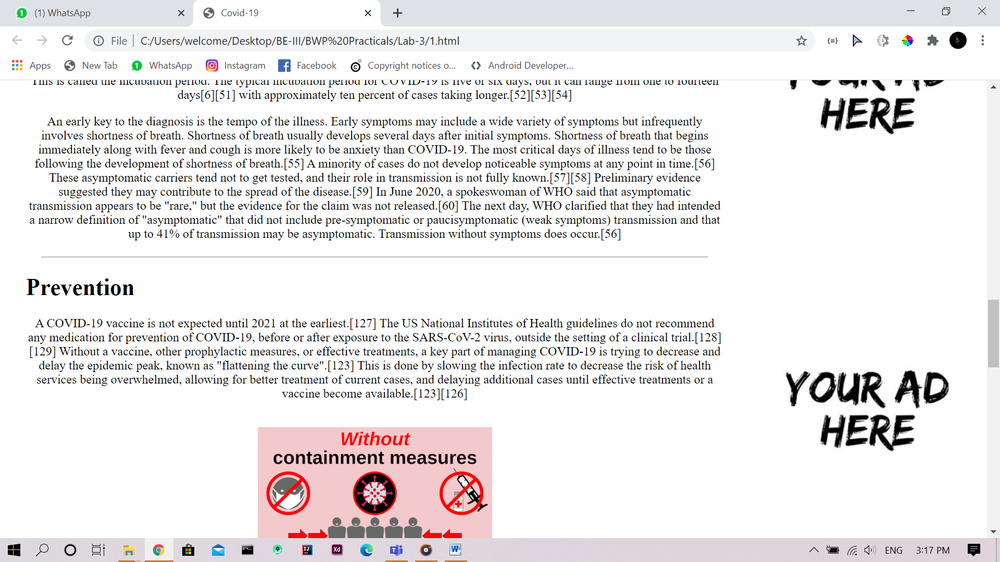 (1) WhatsApp
Covid-19
File
C:/Users/welcome/Desktop/BE-III/BWP%20Practicals/Lab-3/1.html
Apps
New Tab
WhatsApp
Instagram
Facebook
Copyright notices o...
Android Developer...
This is called the incubation period. The typical incubation period for COVID-19 is five or six days, but it can range from one to fourteen
days[6][51] with approximately ten percent of cases taking longer.[52][53][54]
An early key to the diagnosis is the tempo of the illness. Early symptoms may include a wide variety of symptoms but infrequently
involves shortness of breath. Shortness of breath usually develops several days after initial symptoms. Shortness of breath that begins
immediately along with fever and cough is more likely to be anxiety than COVID-19. The most critical days of illness tend to be those
following the development of shortness of breath.[55] A minority of cases do not develop noticeable symptoms at any point in time.[56]
These asymptomatic carriers tend not to get tested, and their role in transmission is not fully known.[57][58] Preliminary evidence
suggested they may contribute to the spread of the disease.[59] In June 2020, a spokeswoman of WHO said that asymptomatic
transmission appears to be "rare," but the evidence for the claim was not released.[60] The next day, WHO clarified that they had intended
a narrow definition of "asymptomatic" that did not include pre-symptomatic or paucisymptomatic (weak symptoms) transmission and that
up to 41% of transmission may be asymptomatic. Transmission without symptoms does occur.[56]
Prevention
A COVID-19 vaccine is not expected until 2021 at the earliest.[127] The US National Institutes of Health guidelines do not recommend
any medication for prevention of COVID-19, before or after exposure to the SARS-CoV-2 virus, outside the setting of a clinical trial.[128]
[129] Without a vaccine, other prophylactic measures, or effective treatments, a key part of managing COVID-19 is trying to decrease and
delay the epidemic peak, known as "flattening the curve".[123] This is done by slowing the infection rate to decrease the risk of health
services being overwhelmed, allowing for better treatment of current cases, and delaying additional cases until effective treatments or a
vaccine become available.[123][126]
Without
containment measures
YOUR AD
HERE
YOUR AD
HERE
ENG
3:17 PM